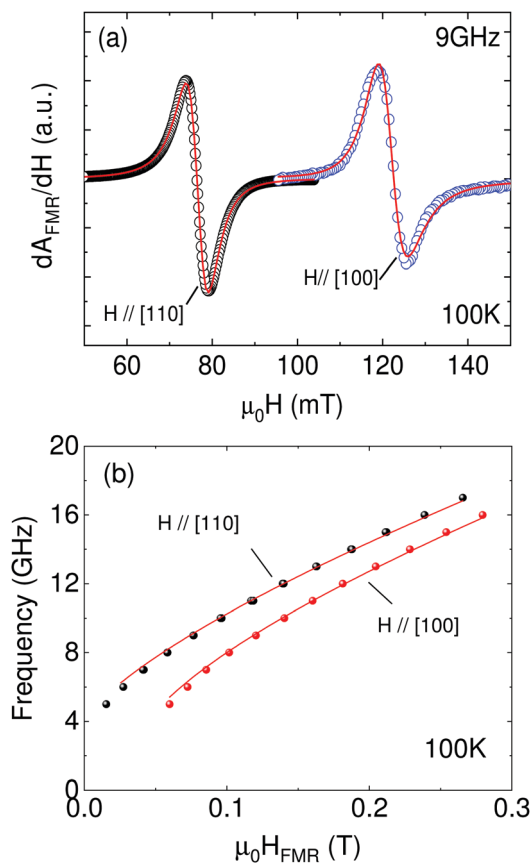 (a)
9GHz
dA_FMR/dH (a.u.)
H // [110]
H// [100]
100K
60 80 100 120 140
μ₀H (mT)
(b)
20
16
12
8
4
0
Frequency (GHz)
H // [110]
H // [100]
100K
0.0 0.1 0.2 0.3
μ₀H_FMR (T)